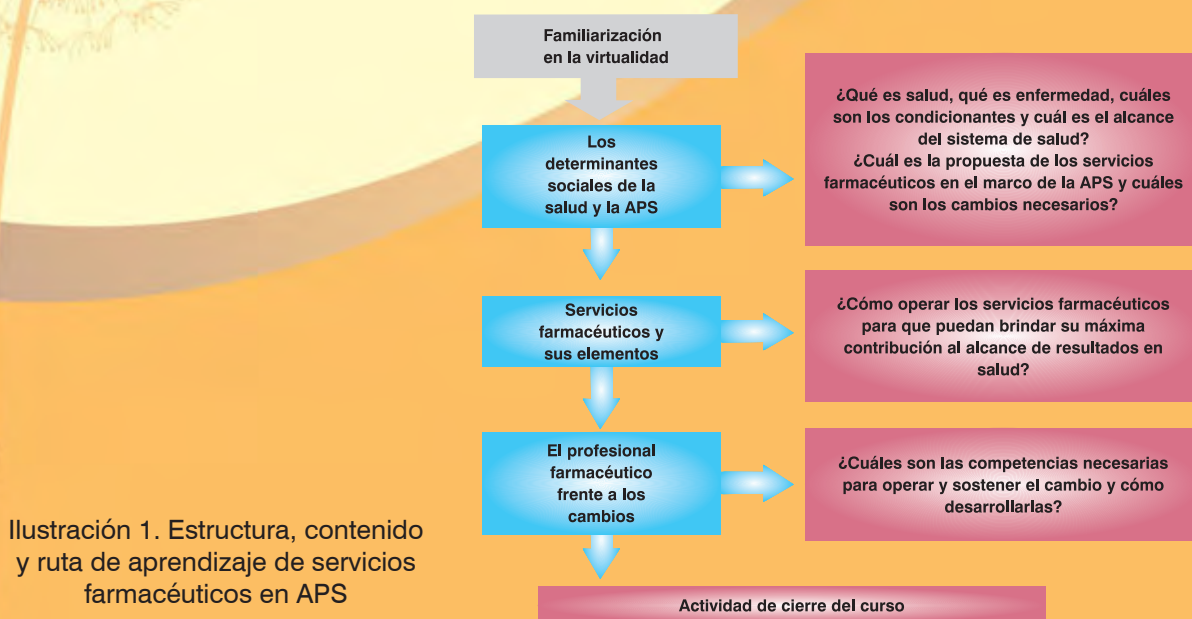 Familiarización
en la virtualidad
Los
determinantes
sociales de la
salud y la APS
¿Qué es salud, qué es enfermedad, cuáles
son los condicionantes y cuál es el alcance
del sistema de salud?
¿Cuál es la propuesta de los servicios
farmacéuticos en el marco de la APS y cuáles
son los cambios necesarios?
Servicios
farmacéuticos y
sus elementos
¿Cómo operar los servicios farmacéuticos
para que puedan brindar su máxima
contribución al alcance de resultados en
salud?
El profesional
farmacéutico
frente a los
cambios
¿Cuáles son las competencias necesarias
para operar y sostener el cambio y cómo
desarrollarlas?
Actividad de cierre del curso
Ilustración 1. Estructura, contenido
y ruta de aprendizaje de servicios
farmacéuticos en APS